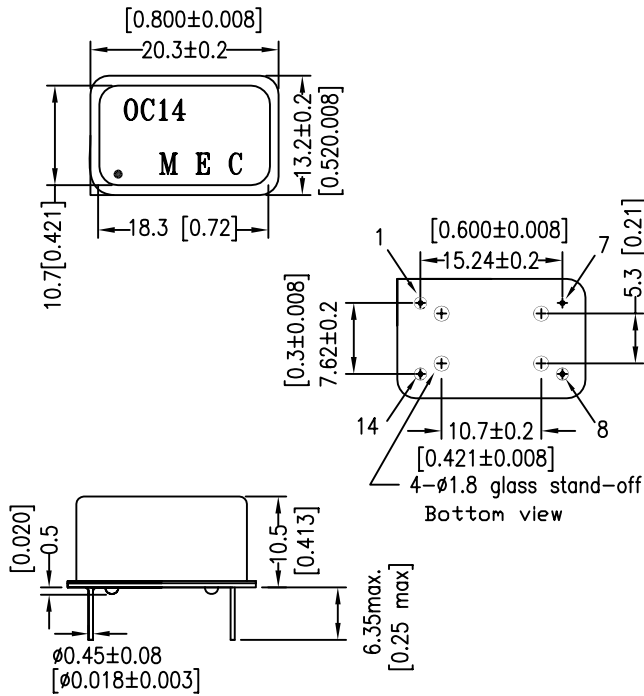 [0.800±0.008]
20.3±0.2
OC14
M E C
13.2±0.2
[0.520.008]
10.7[0.421]
18.3 [0.72]
[0.600±0.008]
15.24±0.2
1
7
5.3 [0.21]
[0.3±0.008]
7.62±0.2
14
8
10.7±0.2
[0.421±0.008]
4-ø1.8 glass stand-off
Bottom view
[0.020]
0.5
10.5
[0.413]
6.35max.
[0.25 max]
ø0.45±0.08
[ø0.018±0.003]